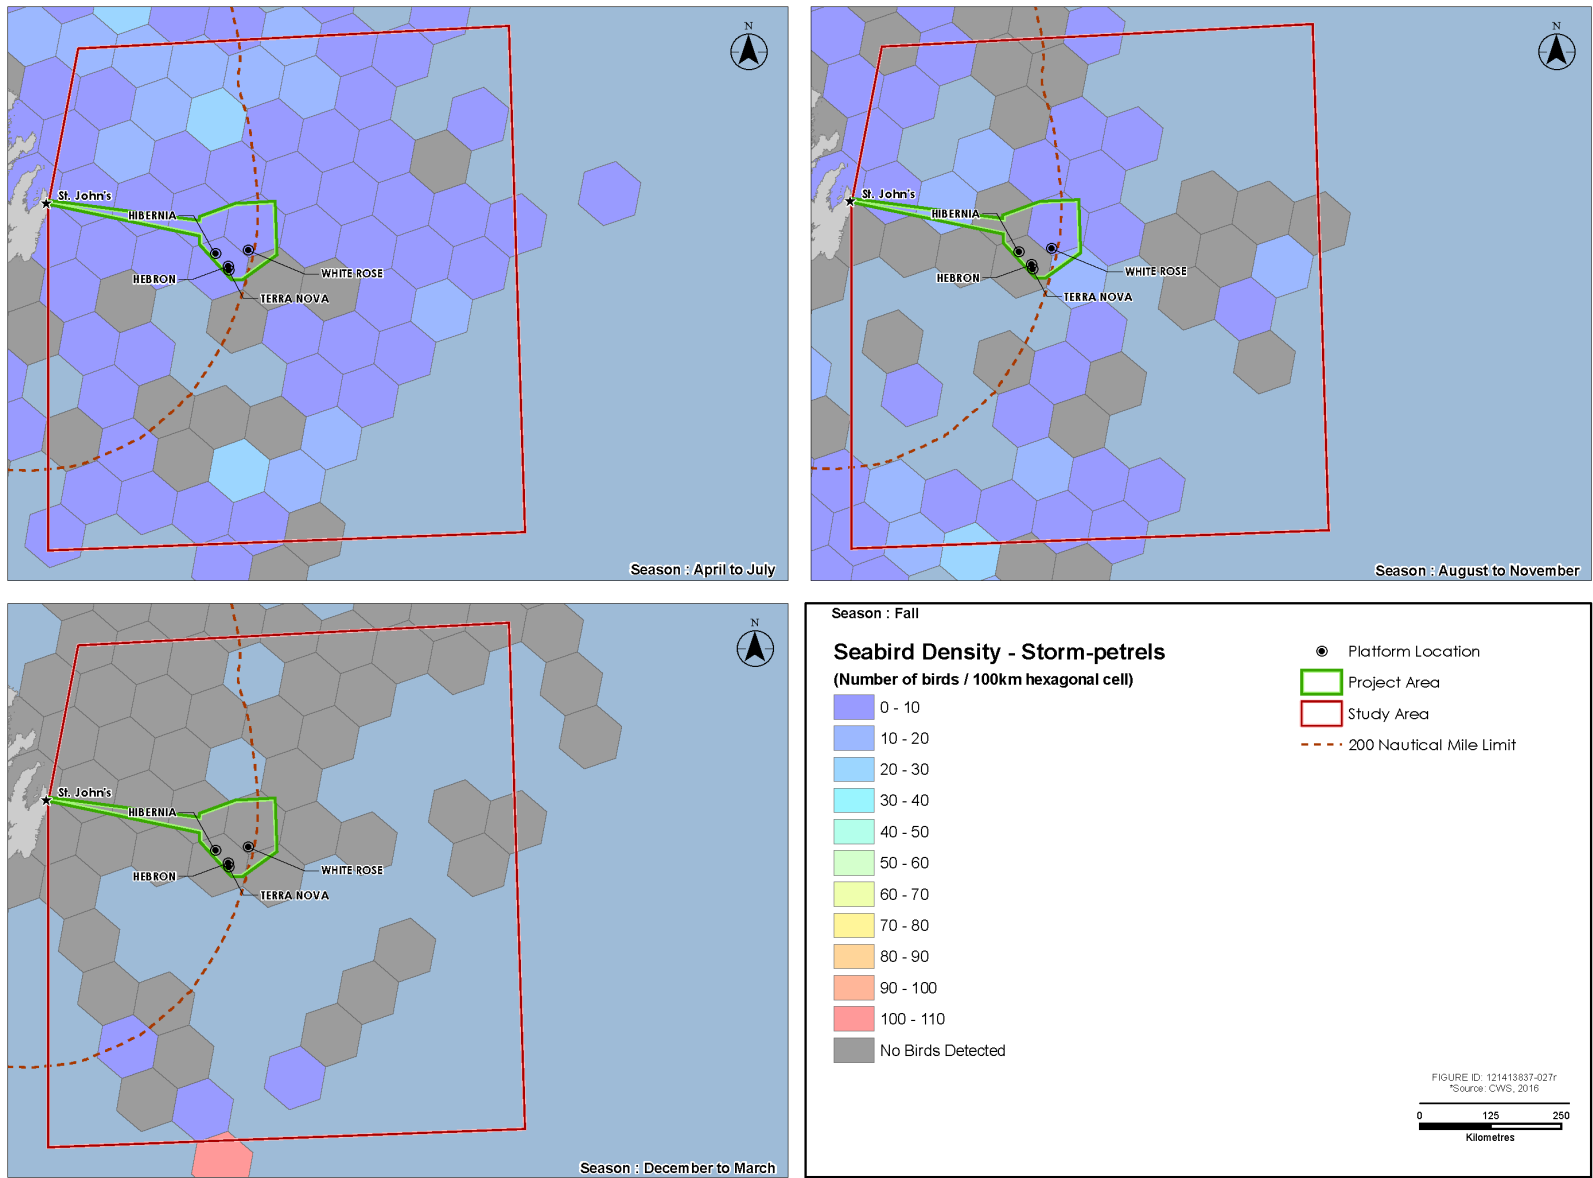 N
St. John's
HIBERNIA
HEBRON
WHITE ROSE
TERRA NOVA
Season : April to July
N
St. John's
HIBERNIA
HEBRON
WHITE ROSE
TERRA NOVA
Season : August to November
N
St. John's
HIBERNIA
HEBRON
WHITE ROSE
TERRA NOVA
Season : December to March
Season : Fall
Seabird Density - Storm-petrels
(Number of birds / 100km hexagonal cell)
0 - 10
10 - 20
20 - 30
30 - 40
40 - 50
50 - 60
60 - 70
70 - 80
80 - 90
90 - 100
100 - 110
No Birds Detected
Platform Location
Project Area
Study Area
200 Nautical Mile Limit
FIGURE ID: 121413837-027r
*Source: CWS, 2016
0 125 250
Kilometres